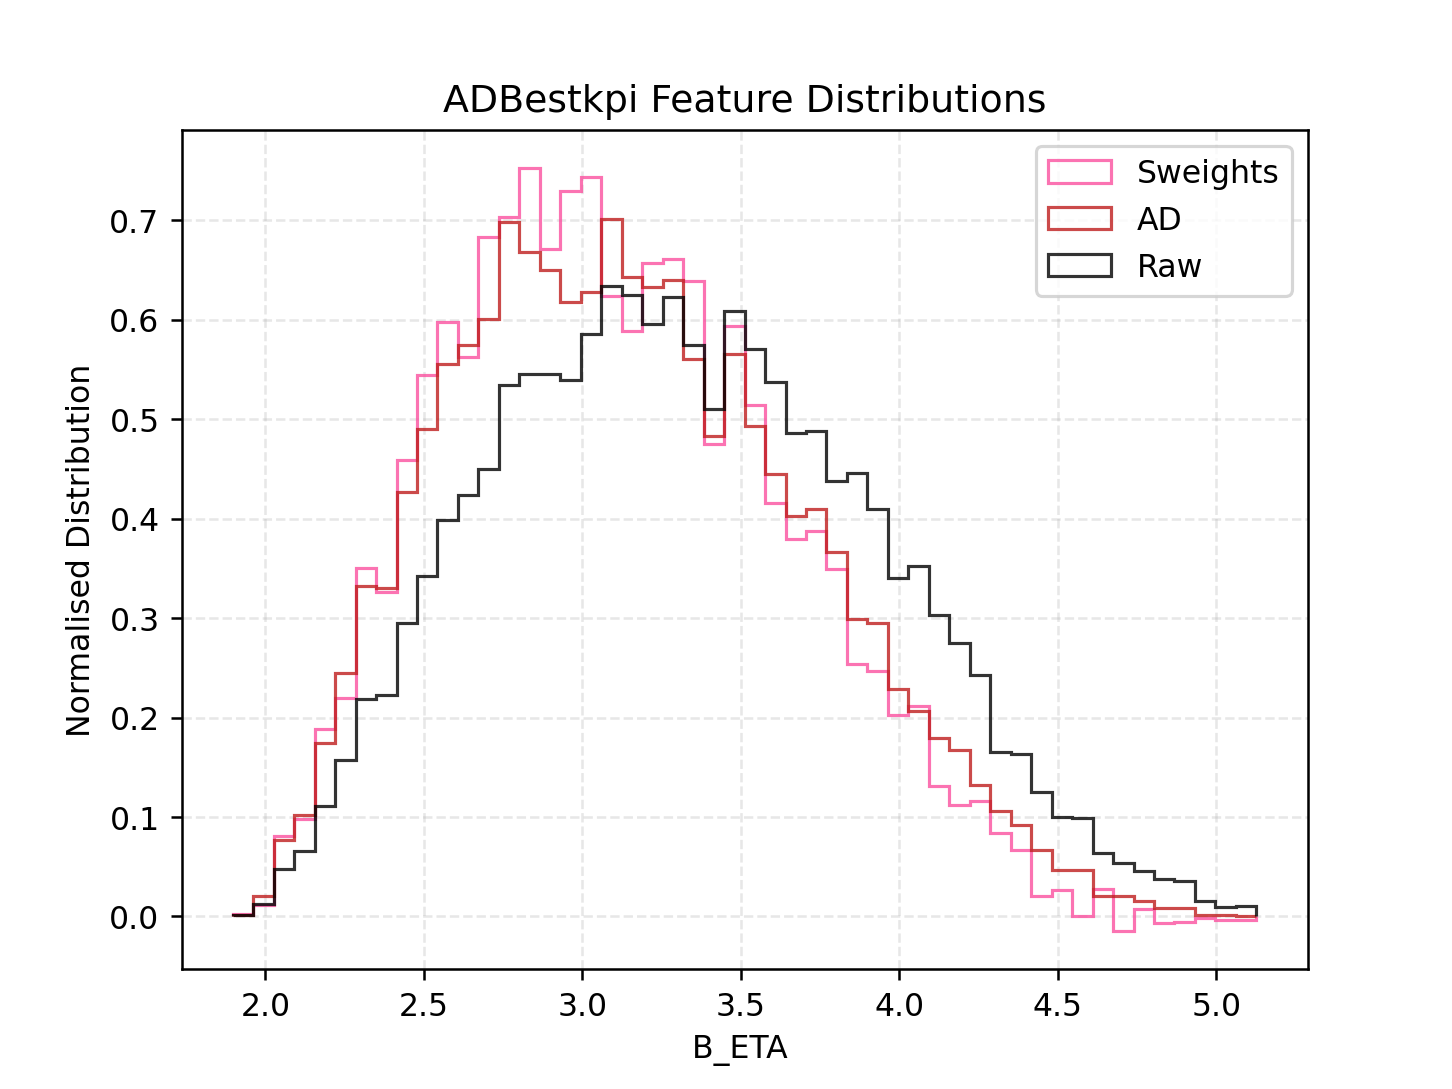 ADBestkpi Feature Distributions
Sweights
AD
Raw
Normalised Distribution
0.7
0.6
0.5
0.4
0.3
0.2
0.1
0.0
2.0 2.5 3.0 3.5 4.0 4.5 5.0
B_ETA